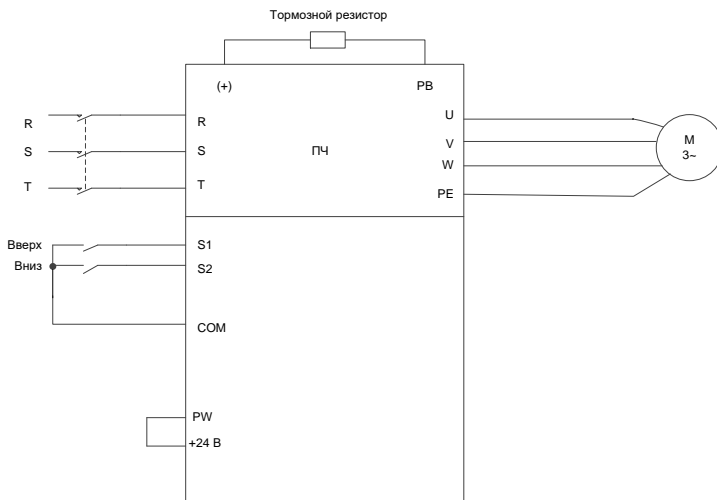 Тормозной резистор
(+)
PB
R
R
U
S
S
ПЧ
V
М
3~
W
T
T
PE
Вверх
S1
Вниз
S2
COM
PW
+24 В